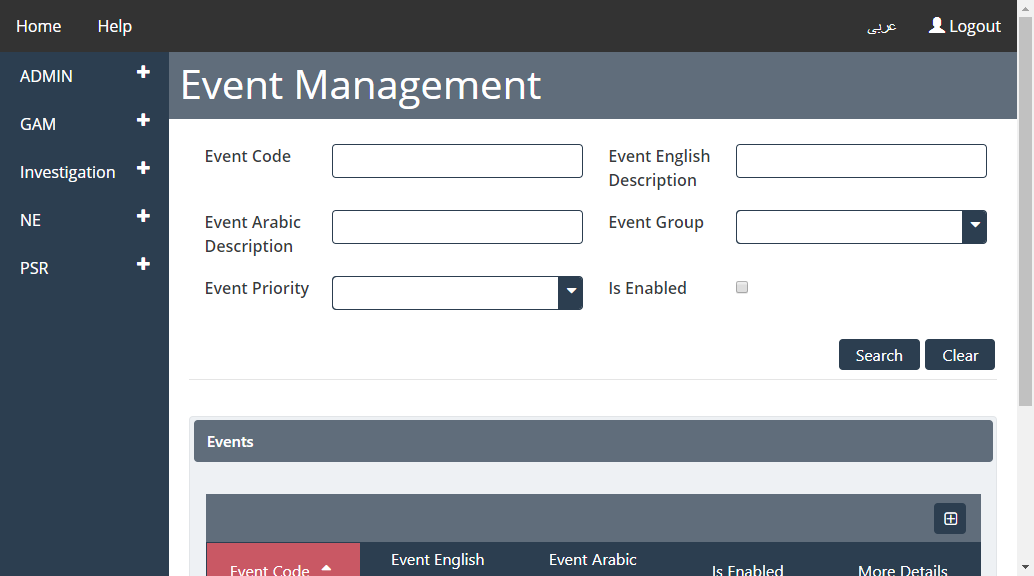 Home Help عربى Logout
ADMIN
GAM
Investigation
NE
PSR
Event Management
Event Code
Event English
Description
Event Arabic
Description
Event Group
Event Priority
Is Enabled
Search Clear
Events
Event Code
Event English
Event Arabic
Is Enabled
More Details